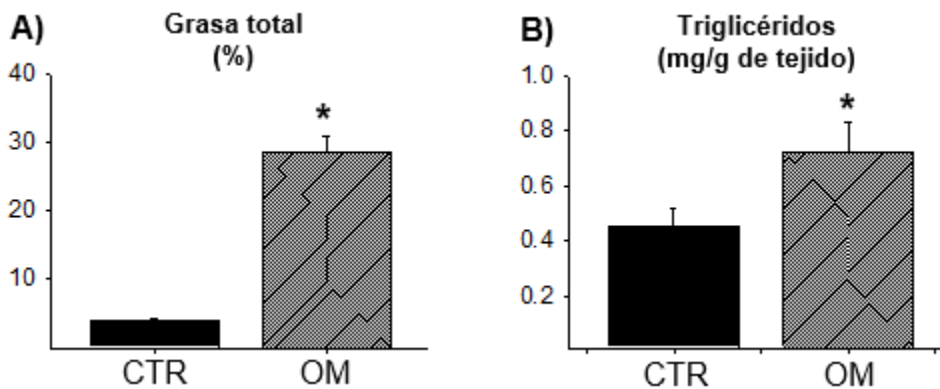 A)
Grasa total
(%)
40
30
20
10
*
CTR
OM
B)
Triglicéridos
(mg/g de tejido)
1.0
0.8
0.6
0.4
0.2
*
CTR
OM